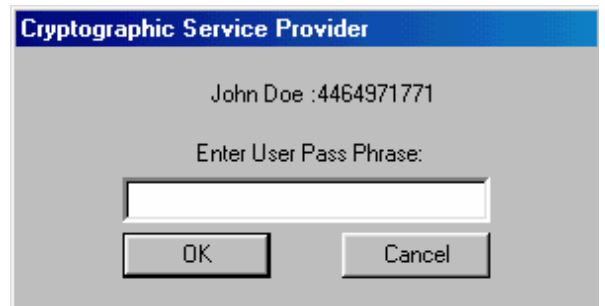 Cryptographic Service Provider
John Doe :4464971771
Enter User Pass Phrase:
OK
Cancel